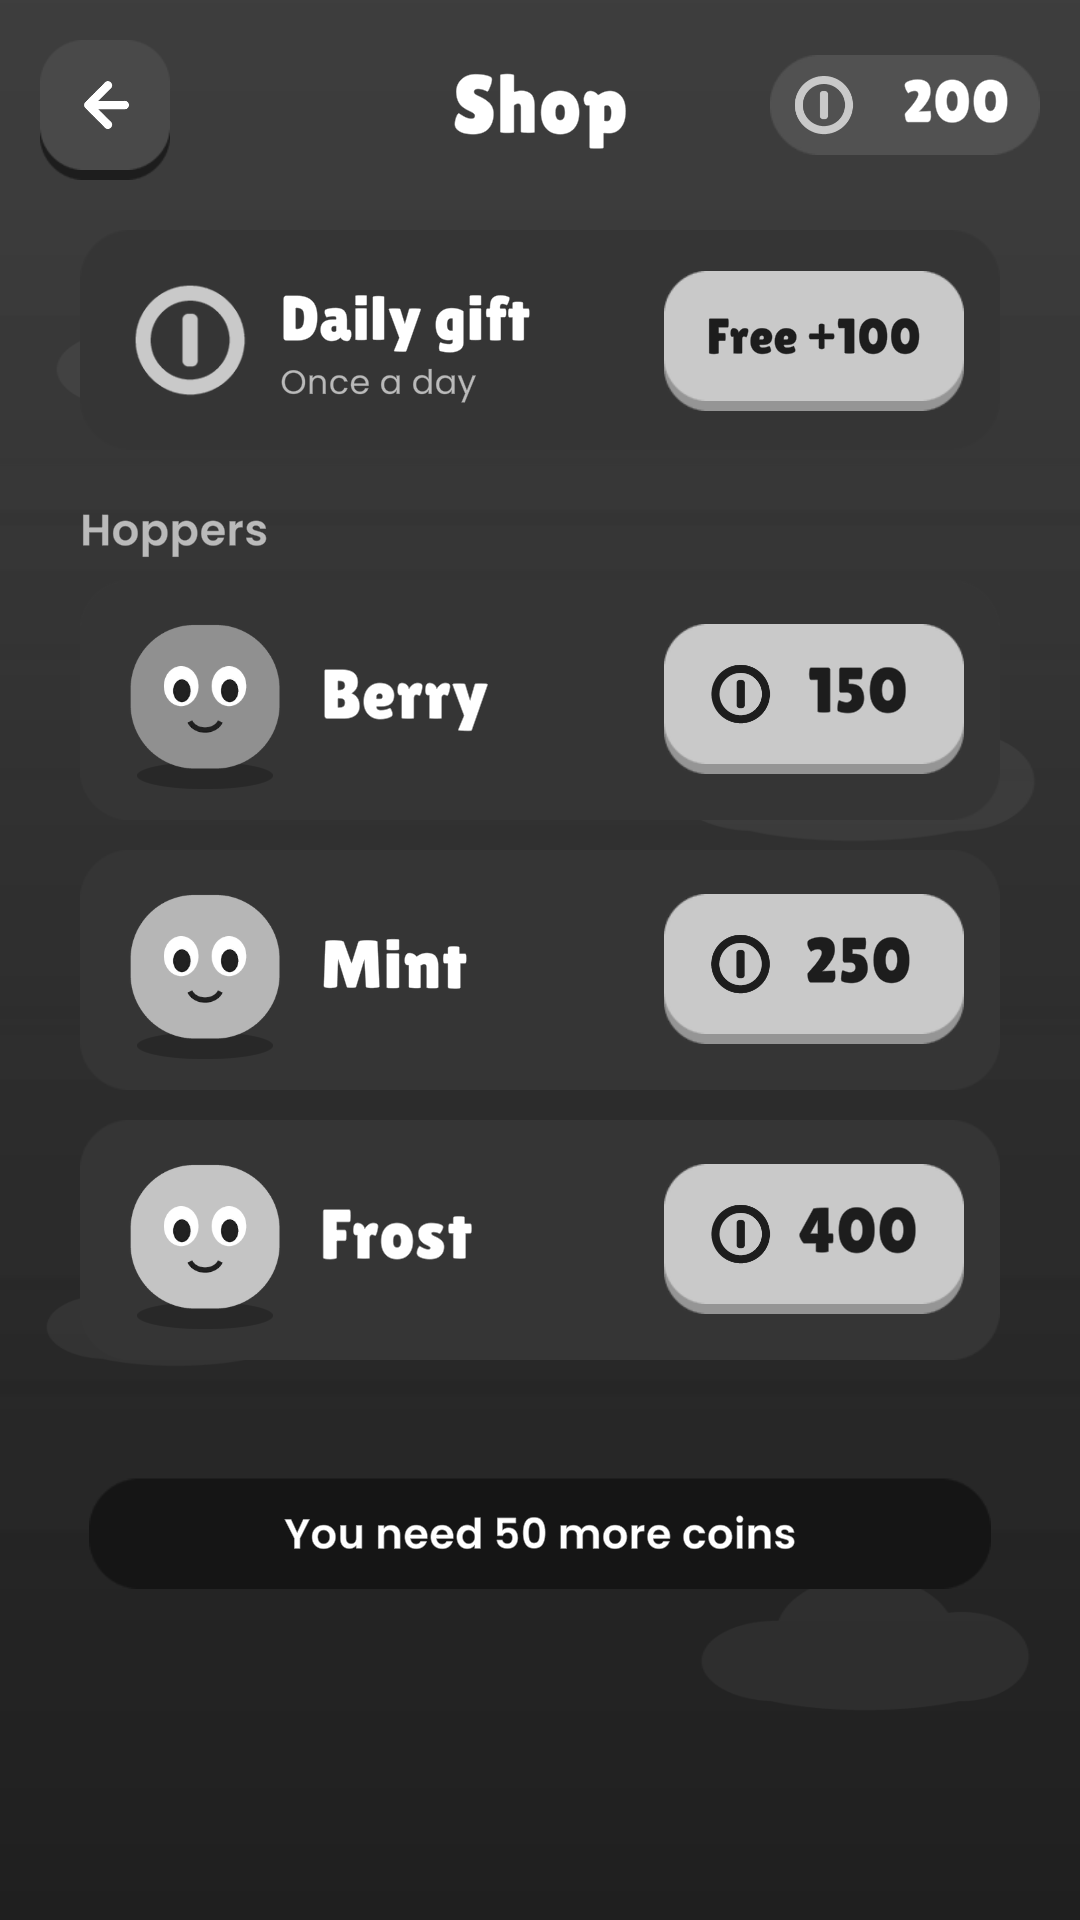 Shop
200
Daily gift
Once a day
Free +100
Hoppers
Berry
150
Mint
250
Frost
400
You need 50 more coins